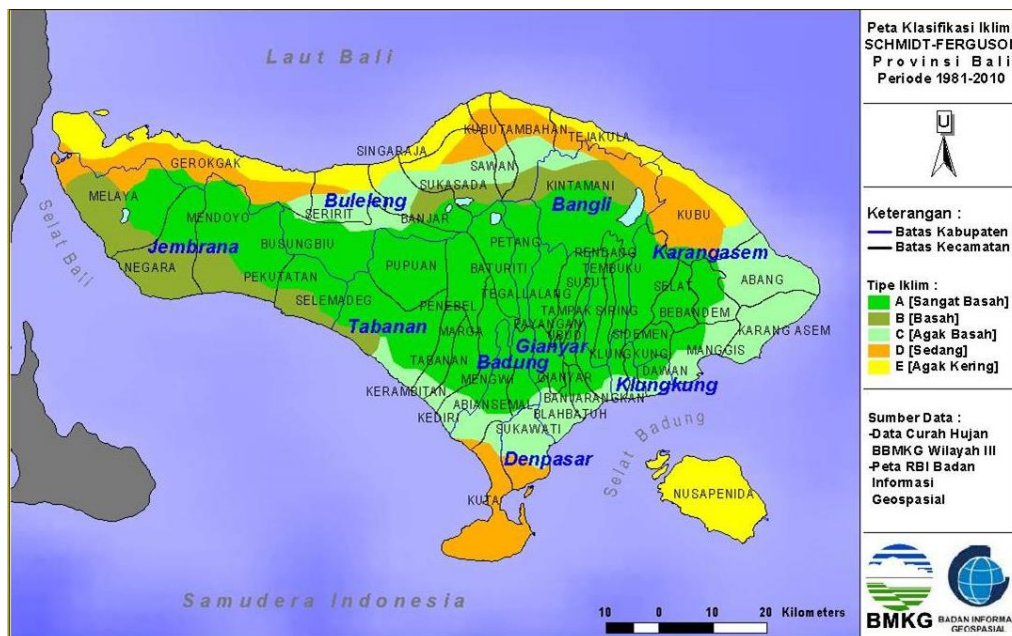 Peta Klasifikasi Iklim
SCHMIDT-FERGUSON
Provinsi Bali
Periode 1981-2010
U
Keterangan :
Batas Kabupaten
Batas Kecamatan
Tipe Iklim :
A [Sangat Basah]
B [Basah]
C [Agak Basah]
D [Sedang]
E [Agak Kering]
Sumber Data :
-Data Curah Hujan
BBMKG Wilayah III
-Peta RBI Badan
Informasi
Geospasial
BMKG
BADAN INFORMA
GEOSPASIAL
Laut Bali
KUBUTAMBAHAN
TEJAKULA
SINGARAJA
GEROKGAK
SAWAN
SUKASADA
KINTAMANI
MELAYA
Buleleng
Bangli
MENDOYO
SERIRIT
BANJAR
KUBU
Selat Bali
Jembrana
BUSUNGBIU
PETANG
RENDANG
Karangasem
NEGARA
PEKUTATAN
PUPUAN
BATURITI
TEMBUKU
SUSUT
ABANG
SELEMADEG
PENEBEL
TEGALLALANG
SELAT
TAMPAK SIRING
BEBANDEM
Tabanan
MARGA
PAYANGAN
UBUD
SIDEMEN
KARANG ASEM
Gianyar
TABANAN
Badung
KLUNGKUNG
MANGGIS
MENGWI
GIANYAR
DAWAN
Klungkung
KERAMBITAN
ABIANSEMAL
BANJARANGKAN
KEDIRI
BLAHBATUH
SUKAWATI
Selat Badung
Denpasar
KUTA
NUSAPENIDA
Samudera Indonesia
10 0 10 20 Kilometers